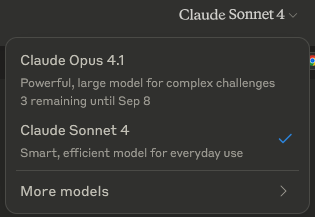 Claude Sonnet 4
Claude Opus 4.1
Powerful, large model for complex challenges
3 remaining until Sep 8
Claude Sonnet 4
Smart, efficient model for everyday use
More models